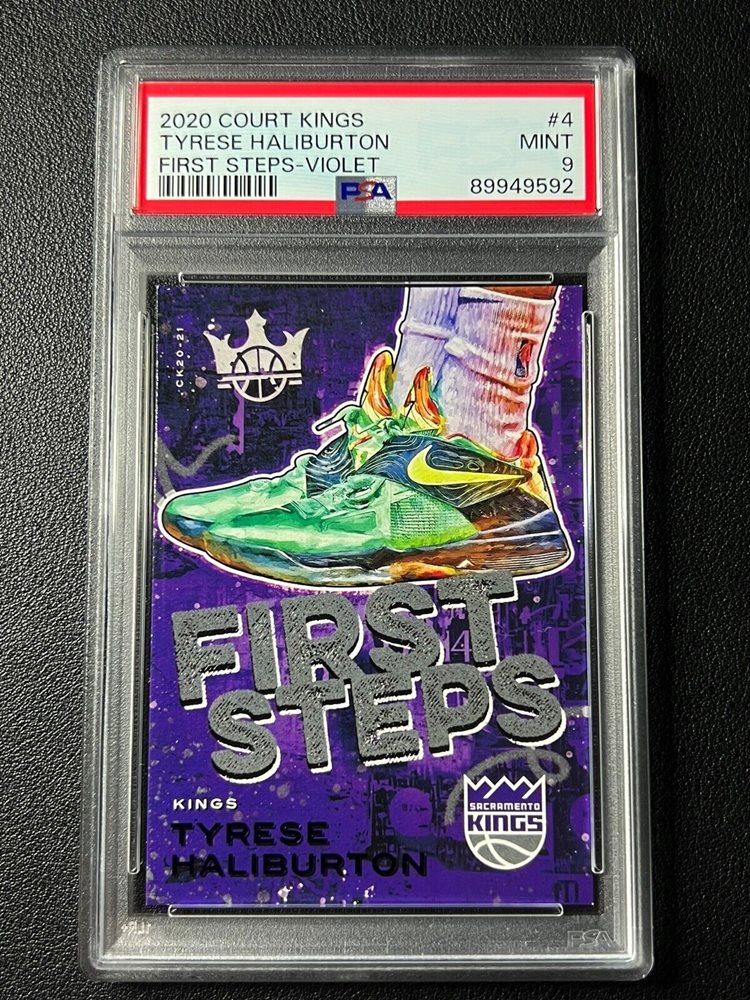 2020 COURT KINGS #4
TYRESE HALIBURTON MINT
FIRST STEPS-VIOLET 9
PSA 89949592
CK20-21
FIRST
STEPS
KINGS
TYRESE
HALIBURTON
SACRAMENTO
KINGS
PSA